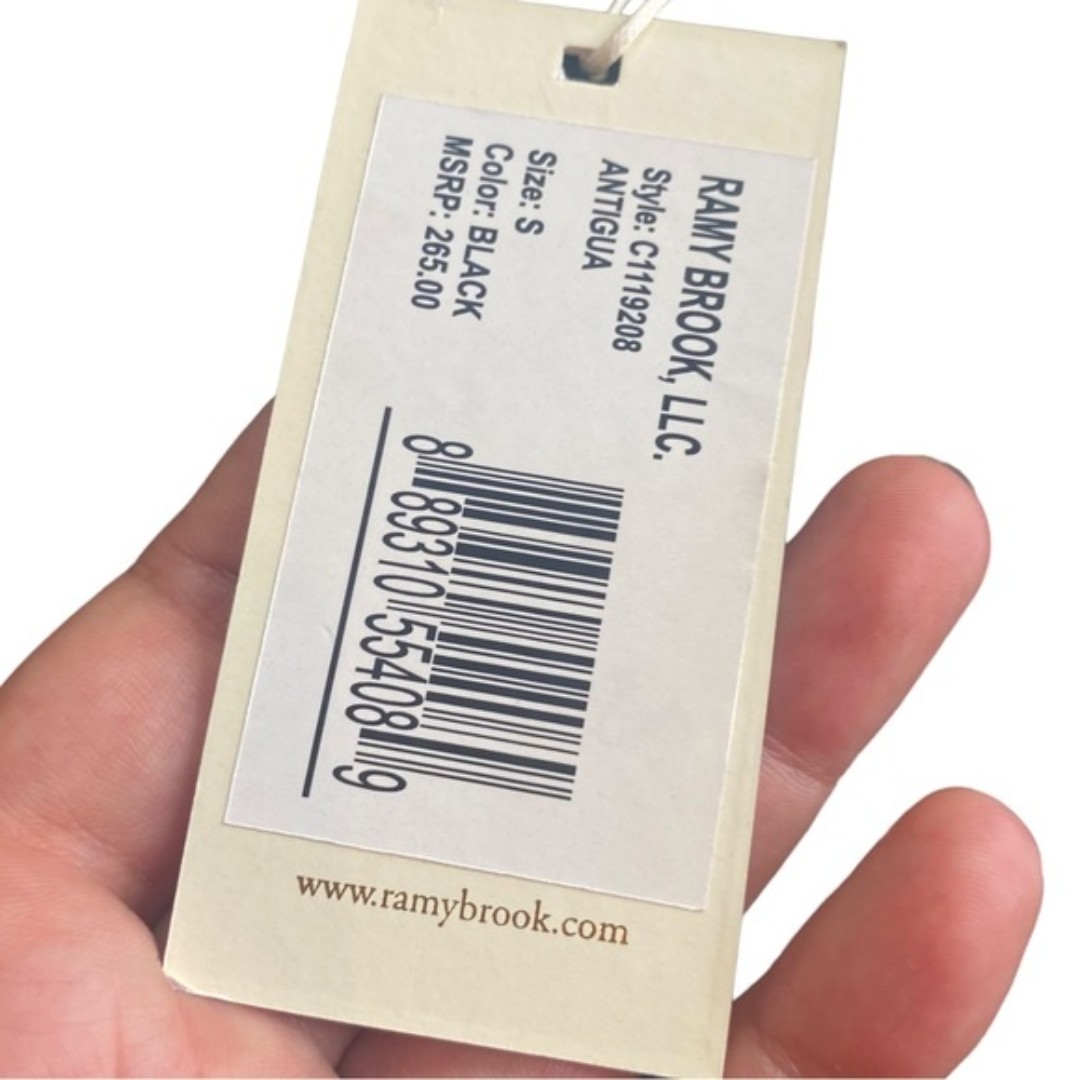 RAMY BROOK, LLC.
Style: C1119208
ANTIGUA
Size: S
Color: BLACK
MSRP: 265.00
8 89310 55408 9
www.ramybrook.com